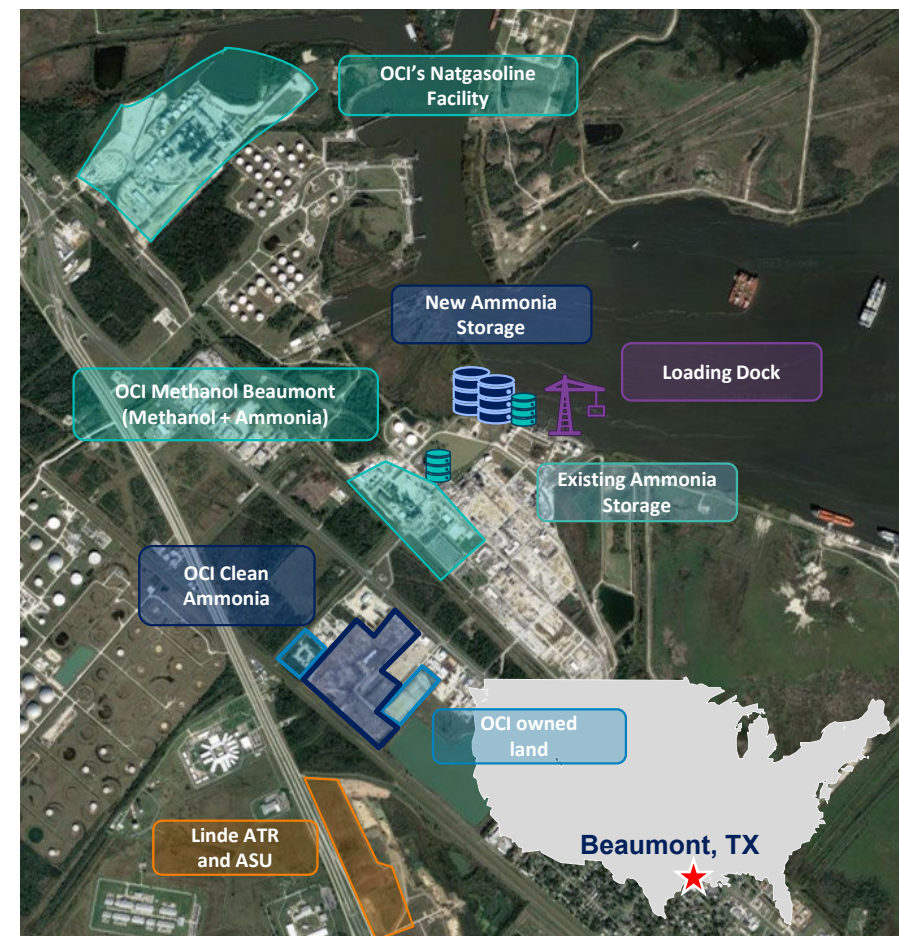 OCI's Natgasoline
Facility
New Ammonia
Storage
Loading Dock
OCI Methanol Beaumont
(Methanol + Ammonia)
Existing Ammonia
Storage
OCI Clean
Ammonia
OCI owned
land
Linde ATR
and ASU
Beaumont, TX